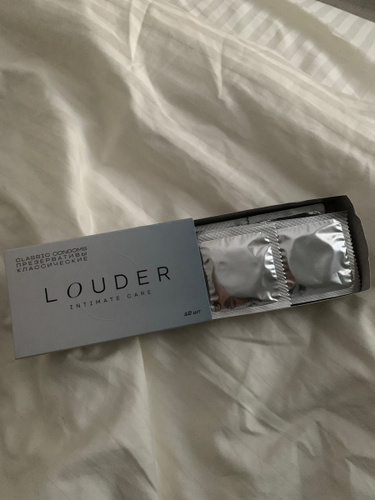 CLASSIC CONDOMS
ПРЕЗЕРВАТИВЫ
КЛАССИЧЕСКИЕ
LOUDER
INTIMATE CARE
12 шт